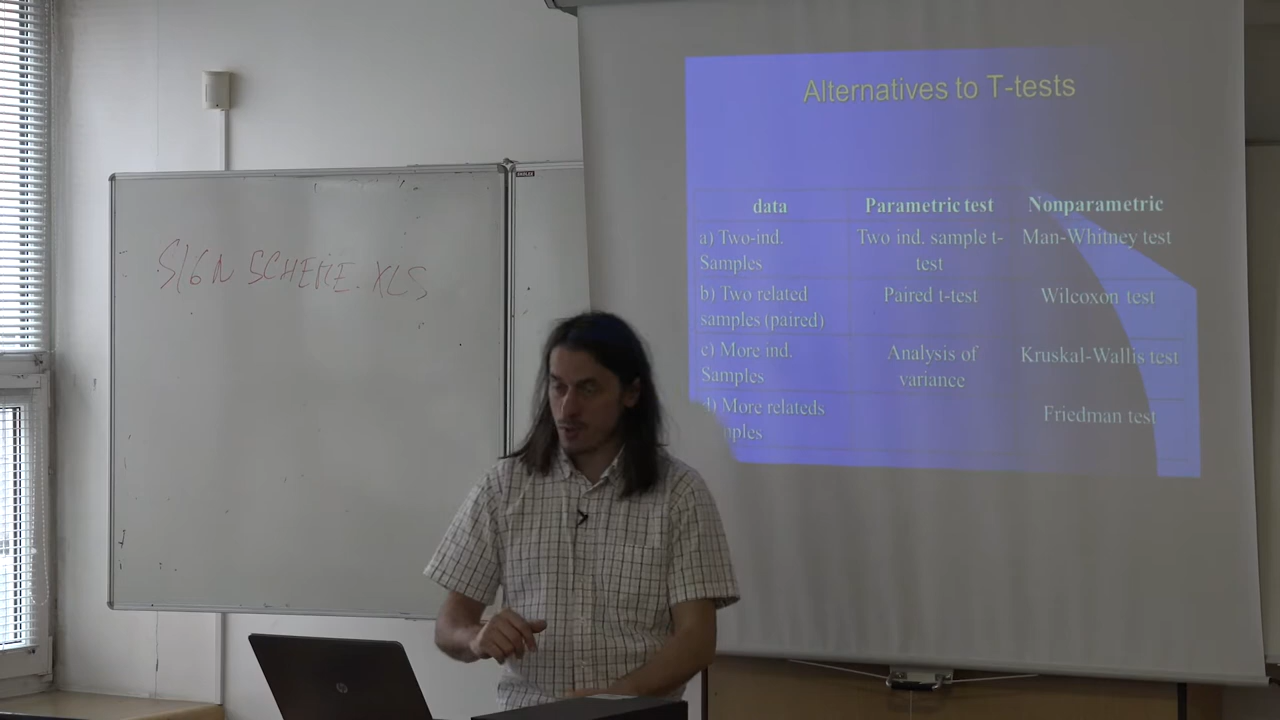 SIGN SCHEME.XLS
Alternatives to T-tests
data Parametric test Nonparametric
a) Two-ind. Two ind. sample t- Man-Whitney test
Samples test
b) Two related Paired t-test Wilcoxon test
samples (paired)
c) More ind. Analysis of Kruskal-Wallis test
Samples variance
d) More relateds Friedman test
hp